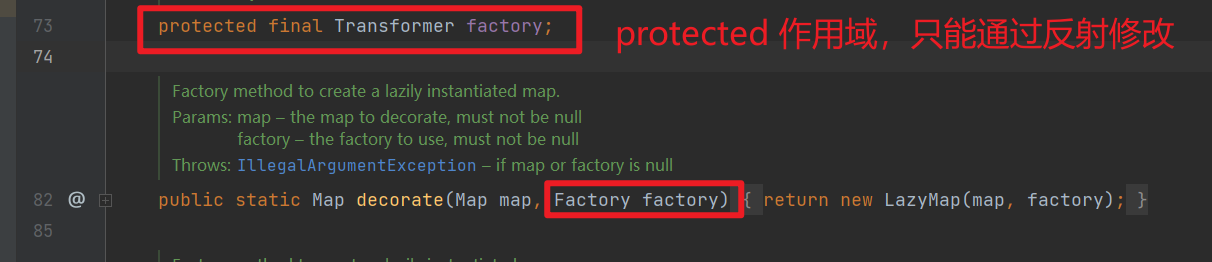 73 protected final Transformer factory; protected 作用域，只能通过反射修改
74
Factory method to create a lazily instantiated map.
Params: map – the map to decorate, must not be null
factory – the factory to use, must not be null
Throws: IllegalArgumentException – if map or factory is null
82 @ public static Map decorate(Map map, Factory factory) { return new LazyMap(map, factory); }
85